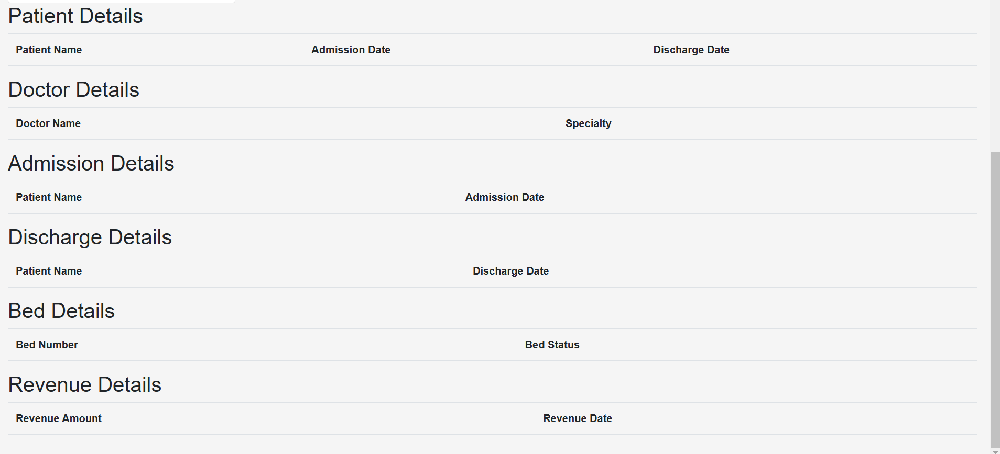 Patient Details
Patient Name Admission Date Discharge Date
Doctor Details
Doctor Name Specialty
Admission Details
Patient Name Admission Date
Discharge Details
Patient Name Discharge Date
Bed Details
Bed Number Bed Status
Revenue Details
Revenue Amount Revenue Date